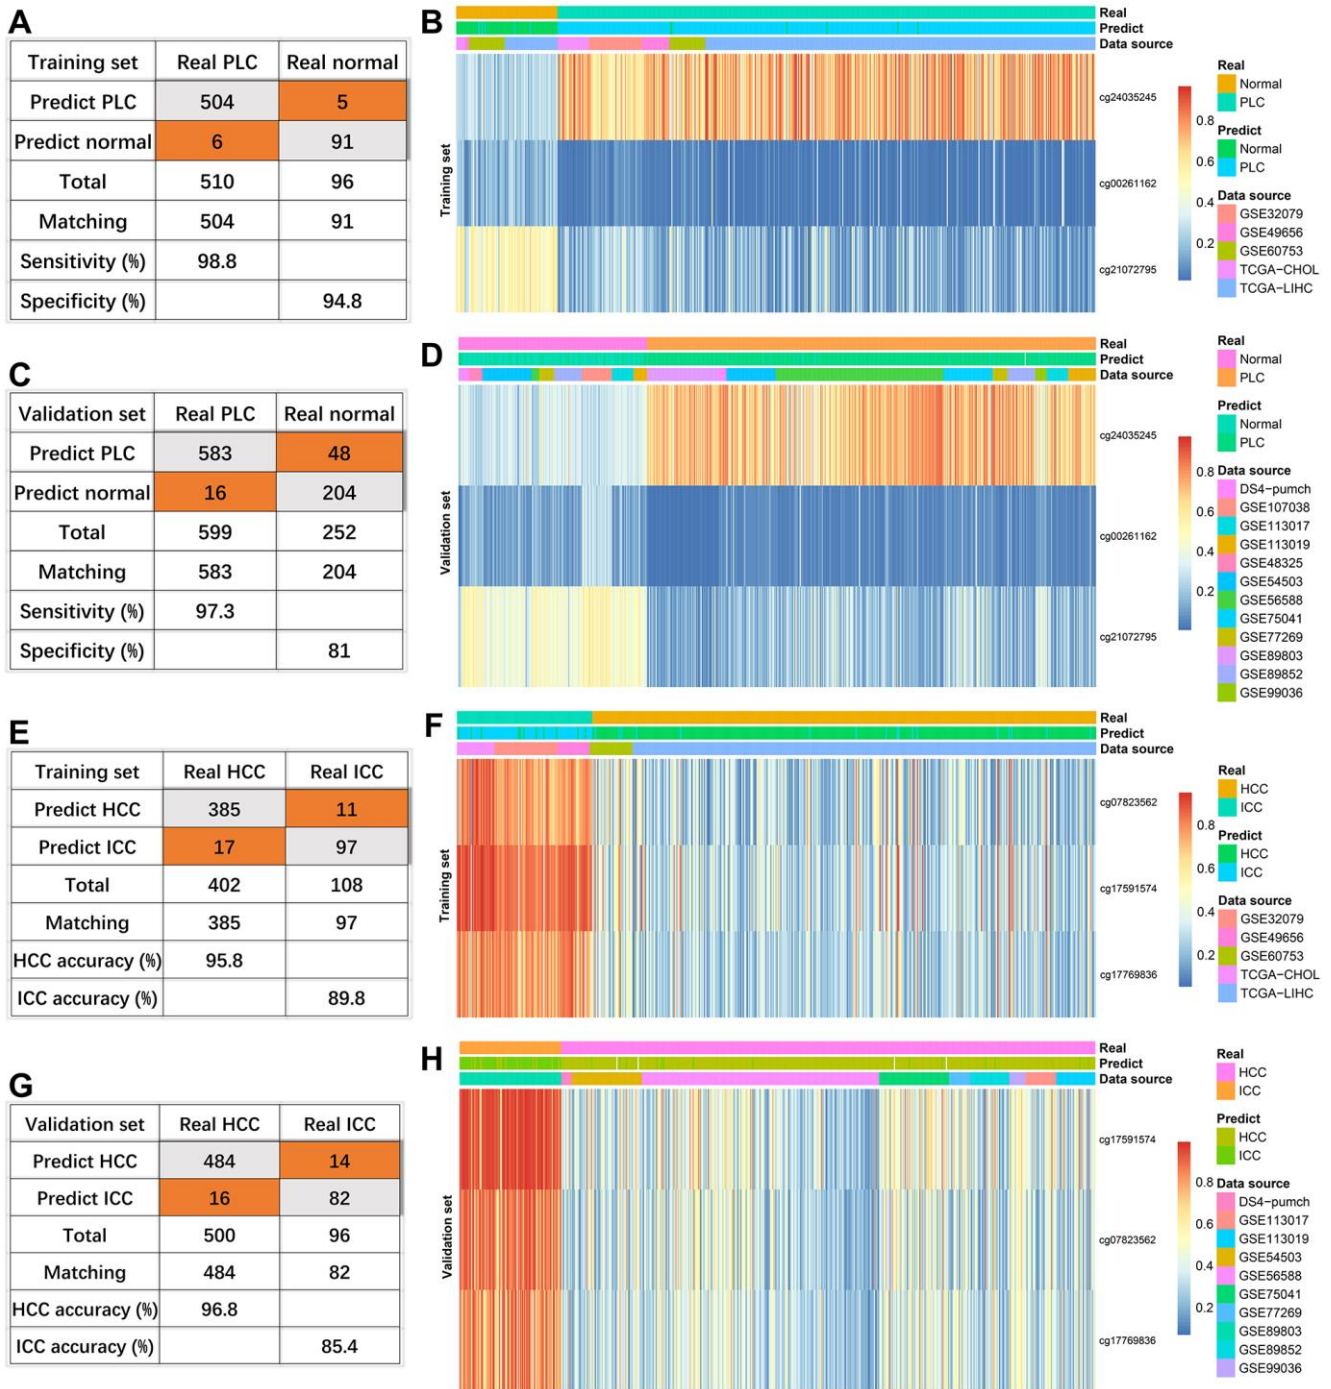 A
Training set Real PLC Real normal
Predict PLC 504 5
Predict normal 6 91
Total 510 96
Matching 504 91
Sensitivity (%) 98.8
Specificity (%) 94.8
B
Real
Predict
Data source
Training set
cg24035245
cg00261162
cg21072795
0.8
0.6
0.4
0.2
Real
Normal
PLC
Predict
Normal
PLC
Data source
GSE32079
GSE49656
GSE60753
TCGA-CHOL
TCGA-LIHC
C
Validation set Real PLC Real normal
Predict PLC 583 48
Predict normal 16 204
Total 599 252
Matching 583 204
Sensitivity (%) 97.3
Specificity (%) 81
D
Real
Predict
Data source
Validation set
cg24035245
cg00261162
cg21072795
0.8
0.6
0.4
0.2
Real
Normal
PLC
Predict
Normal
PLC
Data source
DS4-pumch
GSE107038
GSE113017
GSE113019
GSE48325
GSE54503
GSE56588
GSE75041
GSE77269
GSE89803
GSE89852
GSE99036
E
Training set Real HCC Real ICC
Predict HCC 385 11
Predict ICC 17 97
Total 402 108
Matching 385 97
HCC accuracy (%) 95.8
ICC accuracy (%) 89.8
F
Real
Predict
Data source
Training set
cg07823562
cg17591574
cg17769836
0.8
0.6
0.4
0.2
Real
HCC
ICC
Predict
HCC
ICC
Data source
GSE32079
GSE49656
GSE60753
TCGA-CHOL
TCGA-LIHC
G
Validation set Real HCC Real ICC
Predict HCC 484 14
Predict ICC 16 82
Total 500 96
Matching 484 82
HCC accuracy (%) 96.8
ICC accuracy (%) 85.4
H
Real
Predict
Data source
Validation set
cg17591574
cg07823562
cg17769836
0.8
0.6
0.4
0.2
Real
HCC
ICC
Predict
HCC
ICC
Data source
DS4-pumch
GSE113017
GSE113019
GSE54503
GSE56588
GSE75041
GSE77269
GSE89803
GSE89852
GSE99036